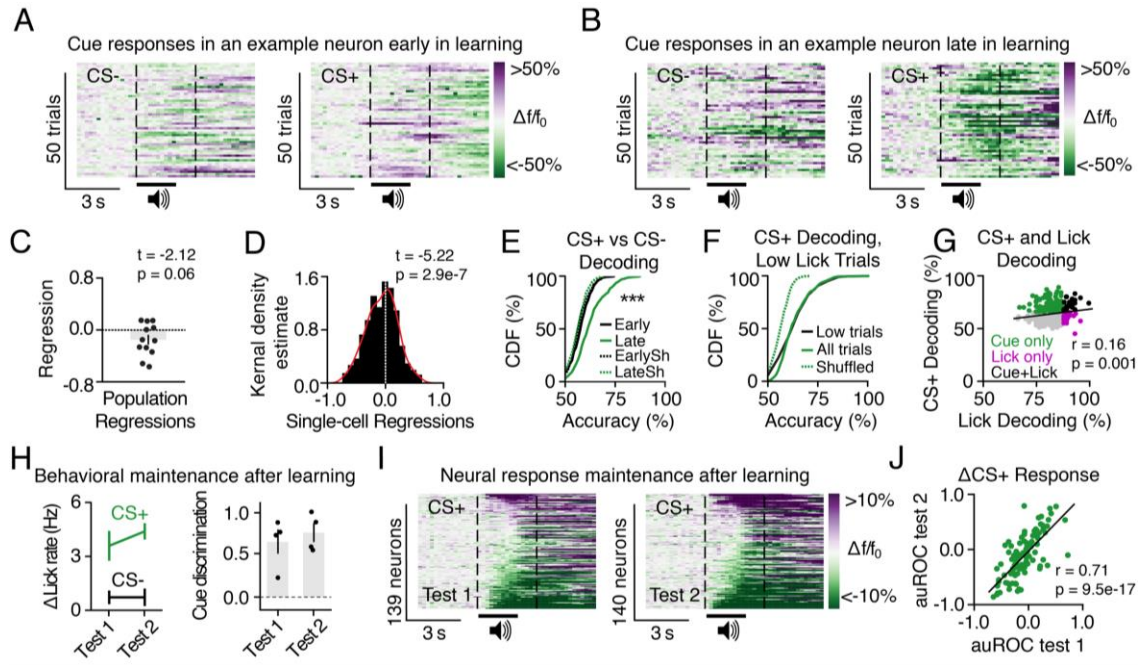 A
Cue responses in an example neuron early in learning
CS-
CS+
50 trials
50 trials
>50%
Δf/f0
<-50%
3 s
3 s
B
Cue responses in an example neuron late in learning
CS-
CS+
50 trials
50 trials
>50%
Δf/f0
<-50%
3 s
3 s
C
t = -2.12
p = 0.06
Regression
0.8
0.0
-0.8
Population
Regressions
D
t = -5.22
p = 2.9e-7
Kernal density
estimate
1.6
0.8
0.0
-1.0
0.0
1.0
Single-cell Regressions
E
CS+ vs CS-
Decoding
CDF (%)
100
50
0
***
Early
Late
EarlySh
LateSh
50
75
100
Accuracy (%)
F
CS+ Decoding,
Low Lick Trials
CDF (%)
100
50
0
Low trials
All trials
Shuffled
50
75
100
Accuracy (%)
G
CS+ and Lick
Decoding
CS+ Decoding (%)
100
50
0
Cue only
Lick only
Cue+Lick
r = 0.16
p = 0.001
50
75
100
Lick Decoding (%)
H
Behavioral maintenance after learning
ΔLick rate (Hz)
6
3
0
CS+
CS-
Test 1
Test 2
Cue discrimination
1.0
0.5
0.0
Test 1
Test 2
I
Neural response maintenance after learning
139 neurons
CS+
Test 1
3 s
140 neurons
CS+
Test 2
3 s
>10%
Δf/f0
<-10%
J
ΔCS+ Response
auROC test 2
1.0
0.0
-1.0
r = 0.71
p = 9.5e-17
-1.0
0.0
1.0
auROC test 1